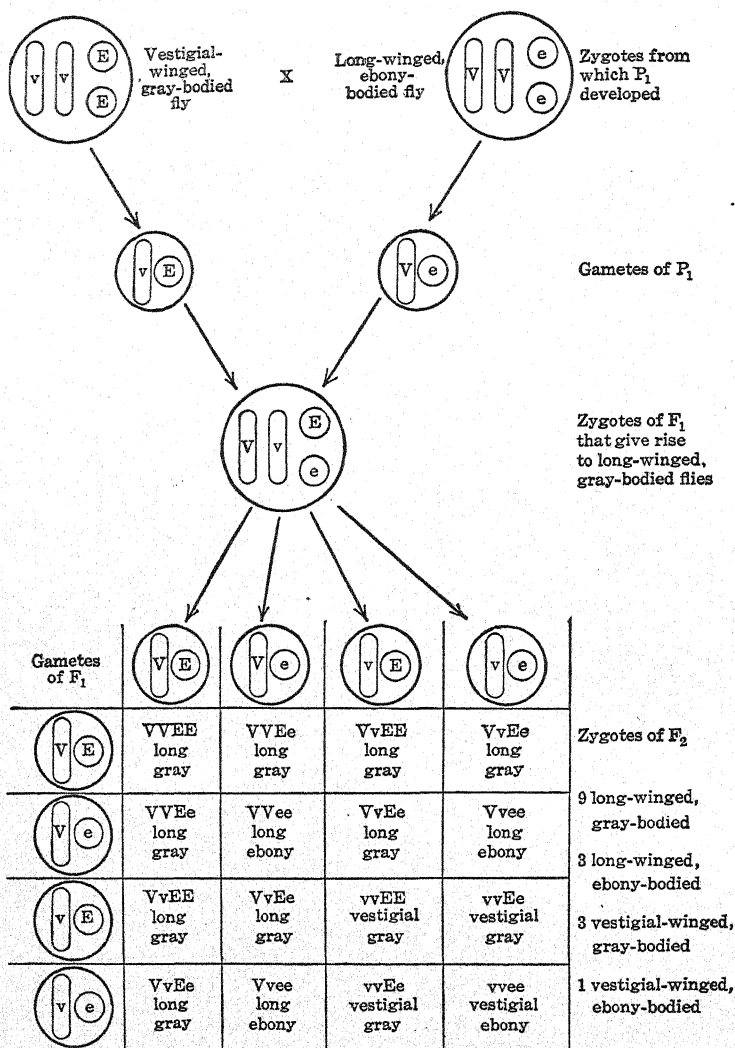 v v E E
Vestigial-
winged,
gray-bodied
fly
X
Long-winged,
ebony-
bodied fly
V V e e
Zygotes from
which P₁
developed
v E
V e
Gametes of P₁
V v E e
Zygotes of F₁
that give rise
to long-winged,
gray-bodied flies
Gametes
of F₁
V E
V e
v E
v e
V E
VVEE
long
gray
VVEe
long
gray
VvEE
long
gray
VvEe
long
gray
Zygotes of F₂
V e
VVEe
long
gray
VVee
long
ebony
VvEe
long
gray
Vvee
long
ebony
9 long-winged,
gray-bodied
3 long-winged,
ebony-bodied
v E
VvEE
long
gray
VvEe
long
gray
vvEE
vestigial
gray
vvEe
vestigial
gray
3 vestigial-winged,
gray-bodied
v e
VvEe
long
gray
Vvee
long
ebony
vvEe
vestigial
gray
vvee
vestigial
ebony
1 vestigial-winged,
ebony-bodied